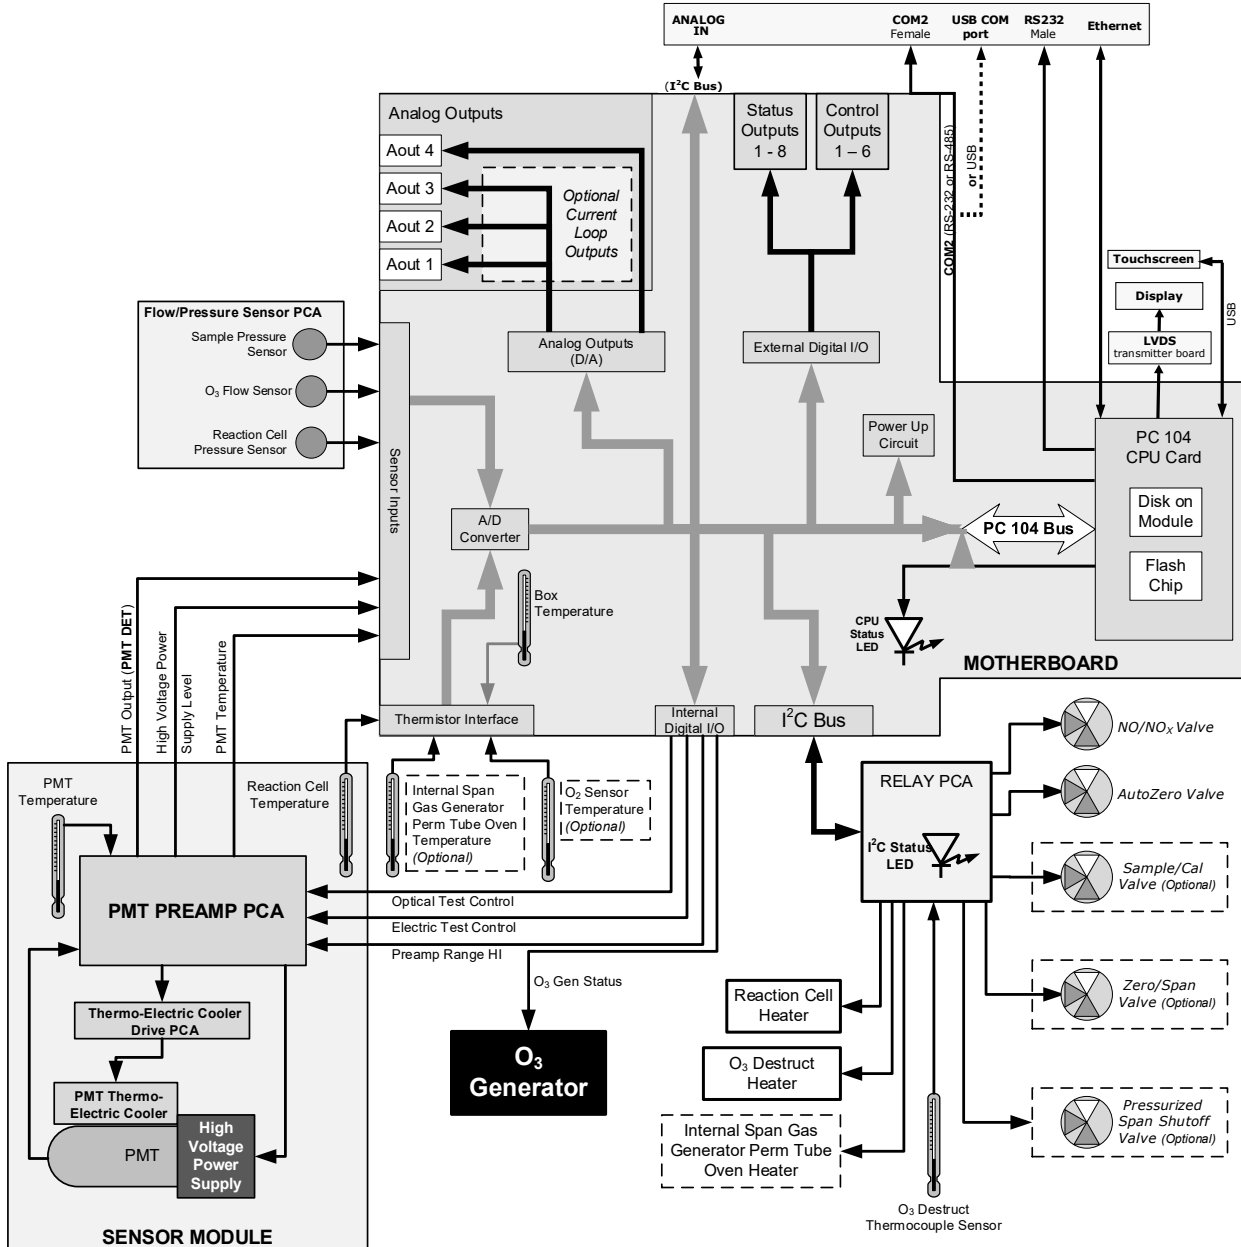 ANALOG
IN
COM2
Female
USB COM
port
RS232
Male
Ethernet
(I²C Bus)
Analog Outputs
Aout 4
Aout 3
Aout 2
Aout 1
Optional
Current
Loop
Outputs
Status
Outputs
1 - 8
Control
Outputs
1 – 6
COM2 (RS-232 or RS-485)
or USB
Touchscreen
Display
LVDS
transmitter board
USB
Flow/Pressure Sensor PCA
Sample Pressure
Sensor
O₃ Flow Sensor
Reaction Cell
Pressure Sensor
Sensor Inputs
Analog Outputs
(D/A)
External Digital I/O
Power Up
Circuit
PC 104
CPU Card
Disk on
Module
Flash
Chip
A/D
Converter
PC 104 Bus
Box
Temperature
CPU
Status
LED
MOTHERBOARD
PMT Output (PMT DET)
High Voltage Power
Supply Level
PMT Temperature
Thermistor Interface
Internal
Digital I/O
I²C Bus
PMT
Temperature
Reaction Cell
Temperature
Internal Span
Gas Generator
Perm Tube Oven
Temperature
(Optional)
O₂ Sensor
Temperature
(Optional)
RELAY PCA
I²C Status
LED
NO/NOₓ Valve
AutoZero Valve
Sample/Cal
Valve (Optional)
Zero/Span
Valve (Optional)
Pressurized
Span Shutoff
Valve (Optional)
PMT PREAMP PCA
Optical Test Control
Electric Test Control
Preamp Range HI
O₃ Gen Status
O₃
Generator
Reaction Cell
Heater
O₃ Destruct
Heater
Internal Span Gas
Generator Perm Tube
Oven Heater
O₃ Destruct
Thermocouple Sensor
Thermo-Electric Cooler
Drive PCA
PMT Thermo-
Electric Cooler
PMT
High
Voltage
Power
Supply
SENSOR MODULE